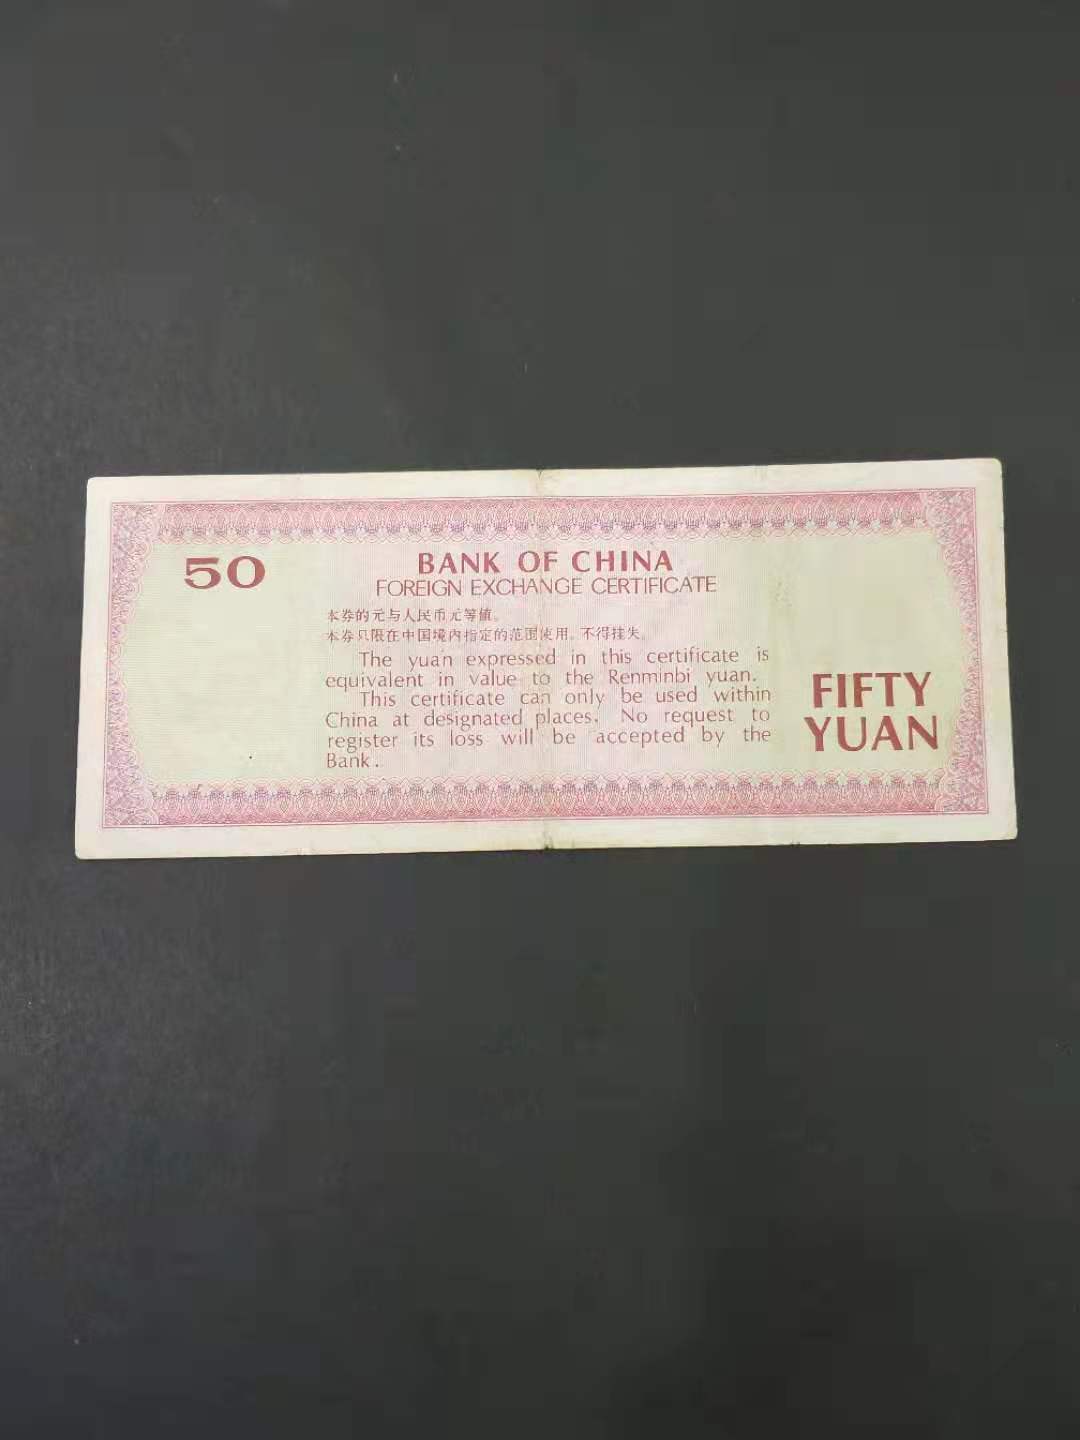 50
BANK OF CHINA
FOREIGN EXCHANGE CERTIFICATE
本券的元与人民币元等值。
本券只限在中国境内指定的范围使用。不得挂失。
The yuan expressed in this certificate is
equivalent in value to the Renminbi yuan.
This certificate can only be used within
China at designated places. No request to
register its loss will be accepted by the
Bank.
FIFTY
YUAN